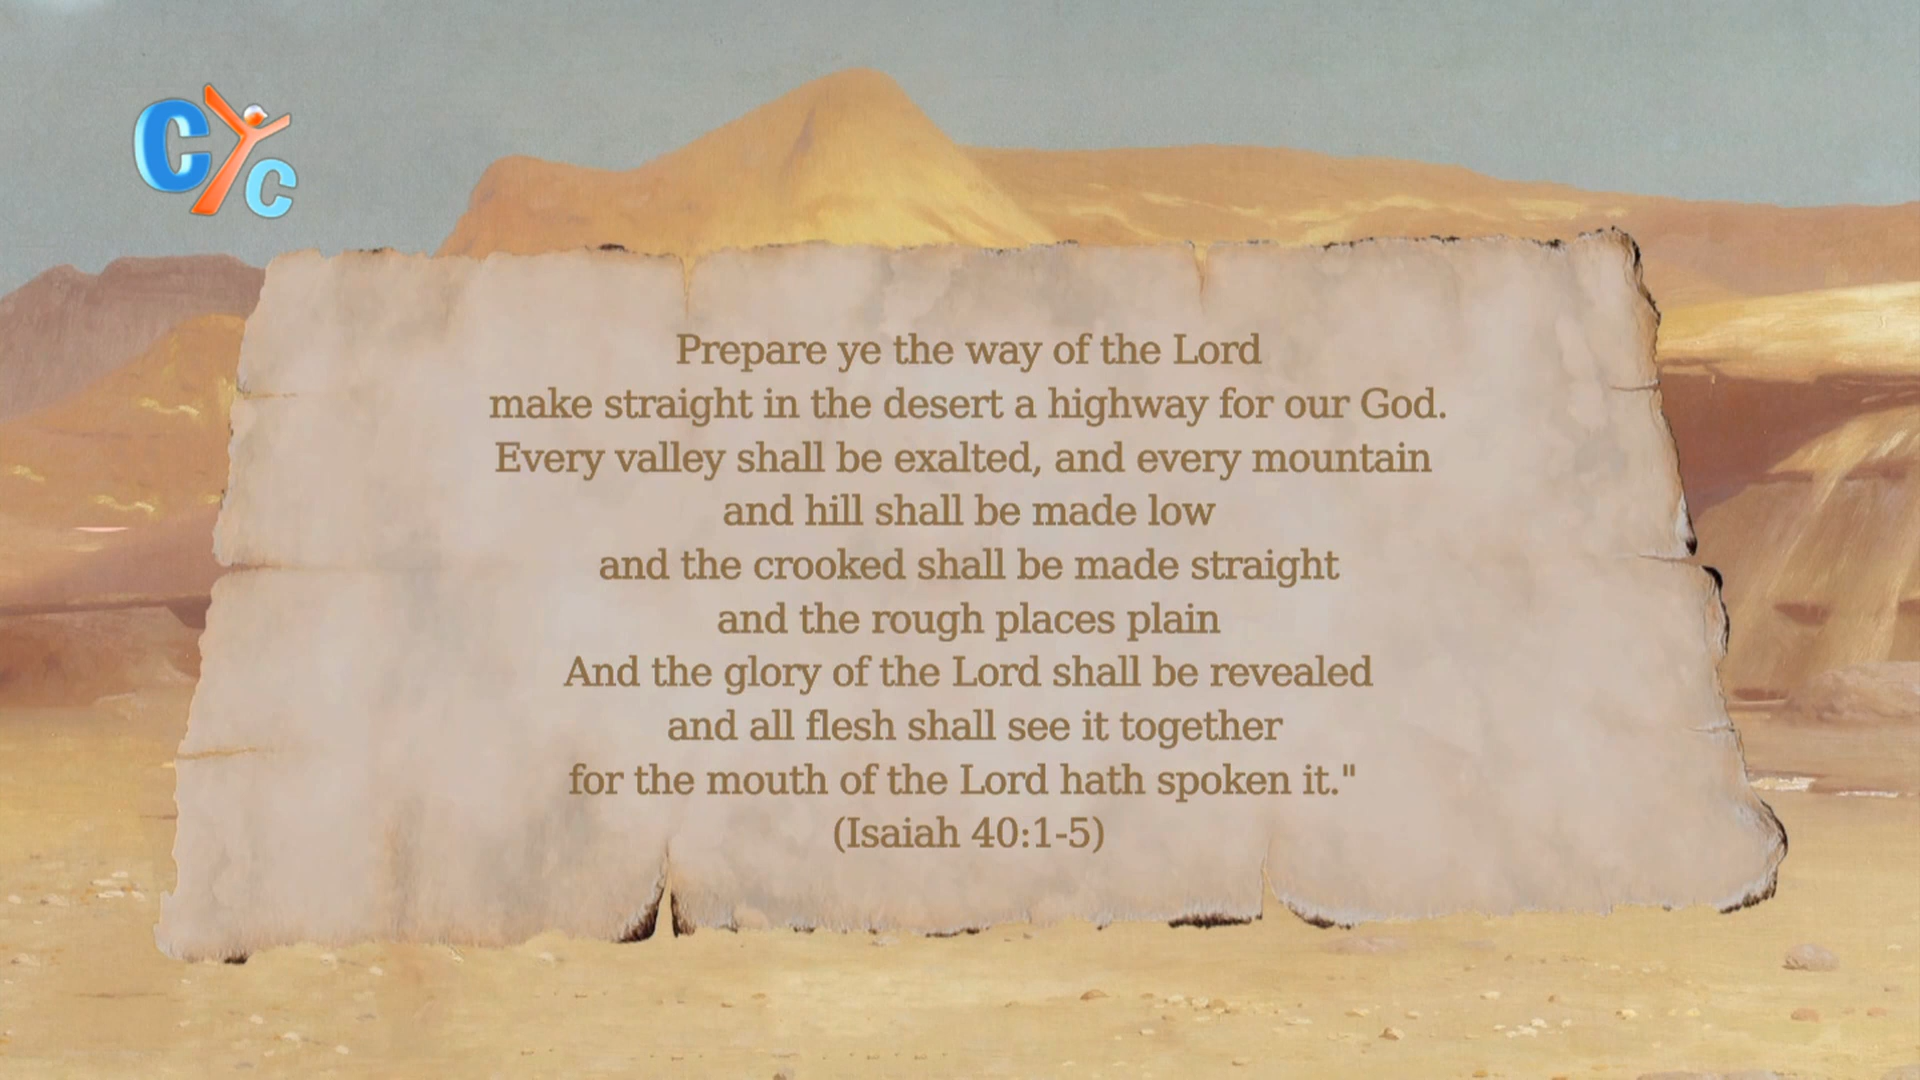 CYC
Prepare ye the way of the Lord
make straight in the desert a highway for our God.
Every valley shall be exalted, and every mountain
and hill shall be made low
and the crooked shall be made straight
and the rough places plain
And the glory of the Lord shall be revealed
and all flesh shall see it together
for the mouth of the Lord hath spoken it."
(Isaiah 40:1-5)